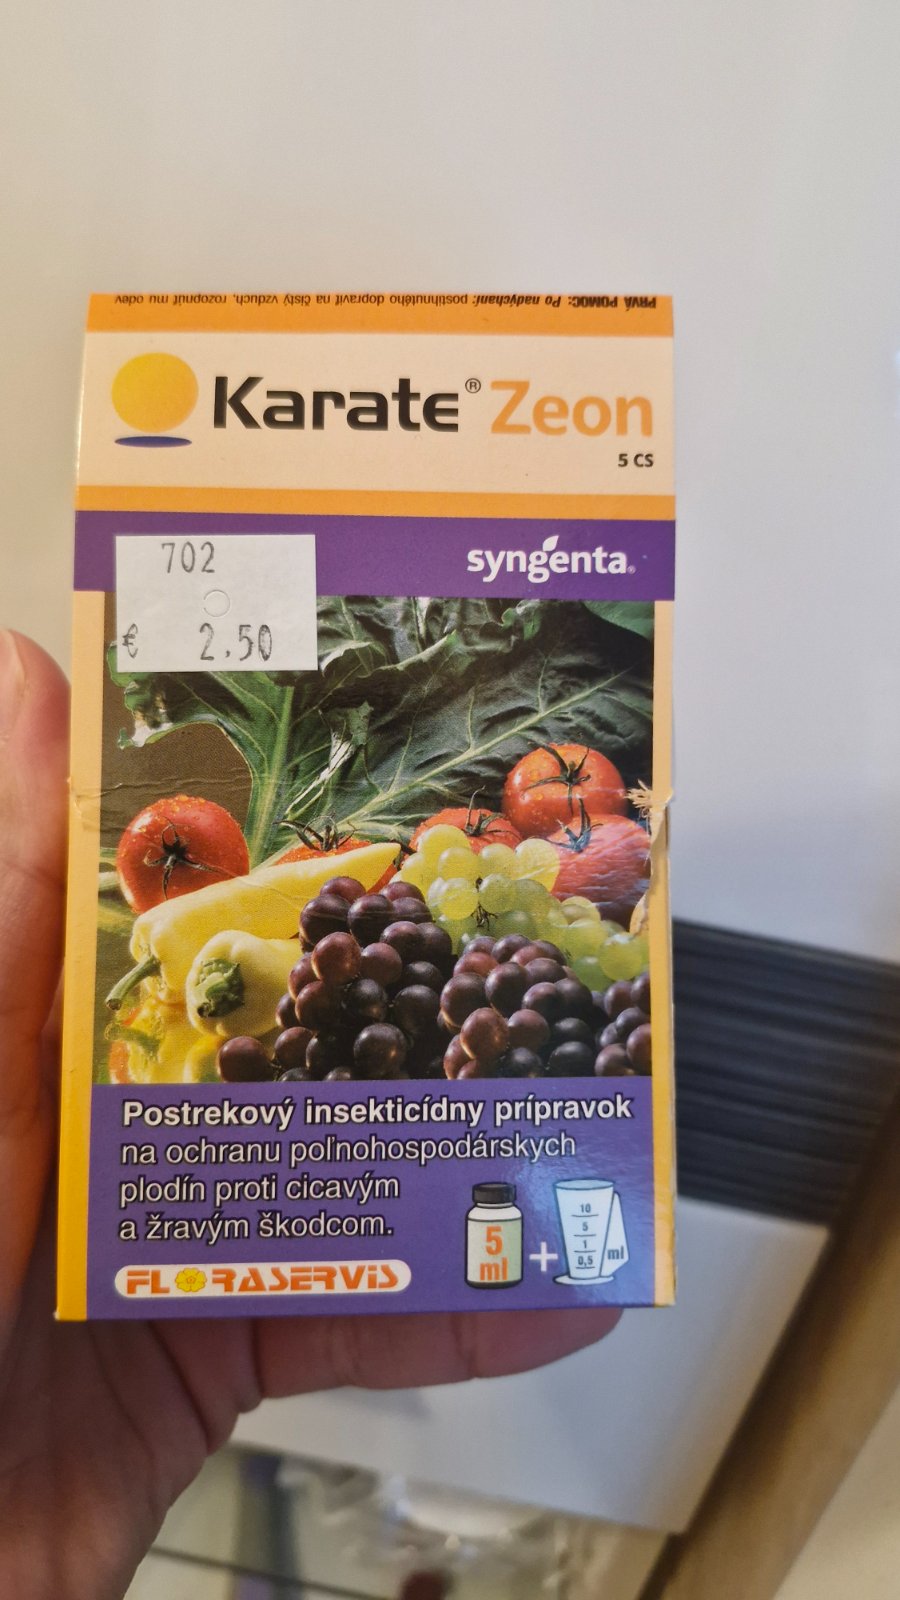 PRVÁ POMOC: Po nadýchaní: postihnutého dopraviť na čistý vzduch, rozopnúť mu odev
Karate® Zeon
5 CS
syngenta®
702
€ 2.50
Postrekový insekticídny prípravok
na ochranu poľnohospodárskych
plodín proti cicavým
a žravým škodcom.
FLORASERVIS
5
ml
+
10
5
1
0,5
ml